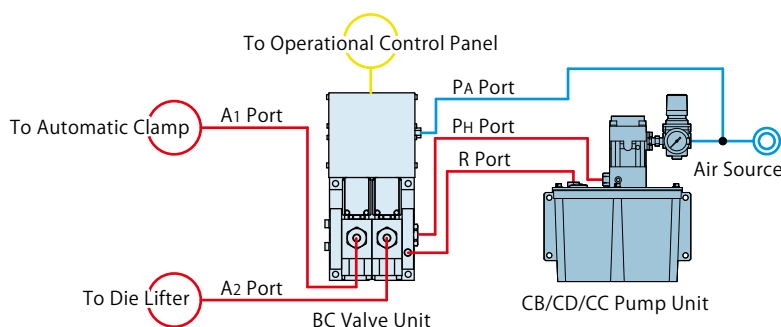 To Operational Control Panel
PA Port
A1 Port
PH Port
To Automatic Clamp
R Port
Air Source
To Die Lifter
A2 Port
BC Valve Unit
CB/CD/CC Pump Unit